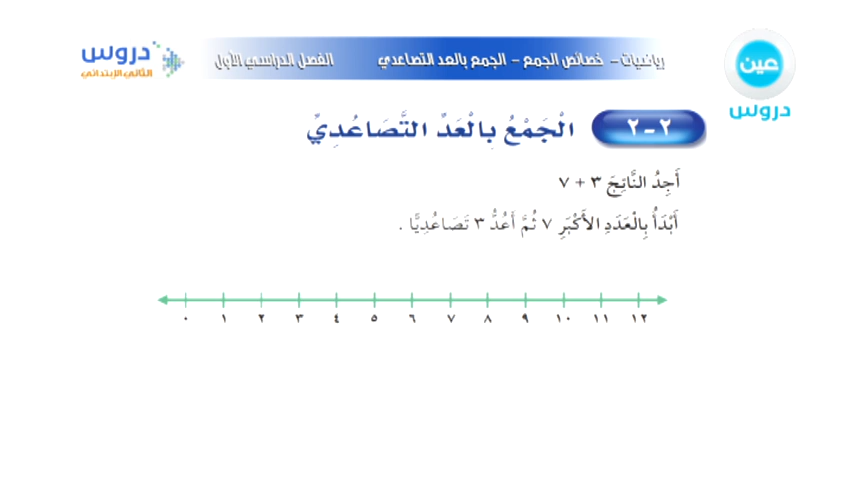 عين
دروس
رياضيات - خصائص الجمع - الجمع بالعد التصاعدي
الفصل الدراسي الأول
دروس
الثاني الابتدائي
٢-٢
الْجَمْعُ بِالْعَدِّ التَّصَاعُدِيِّ
أَجِدُ النَّاتِجَ ٣ + ٧
أَبْدَأُ بِالْعَدَدِ الأَكْبَرِ ٧ ثُمَّ أَعُدُّ ٣ تَصَاعُدِيًّا .
٠ ١ ٢ ٣ ٤ ٥ ٦ ٧ ٨ ٩ ١٠ ١١ ١٢